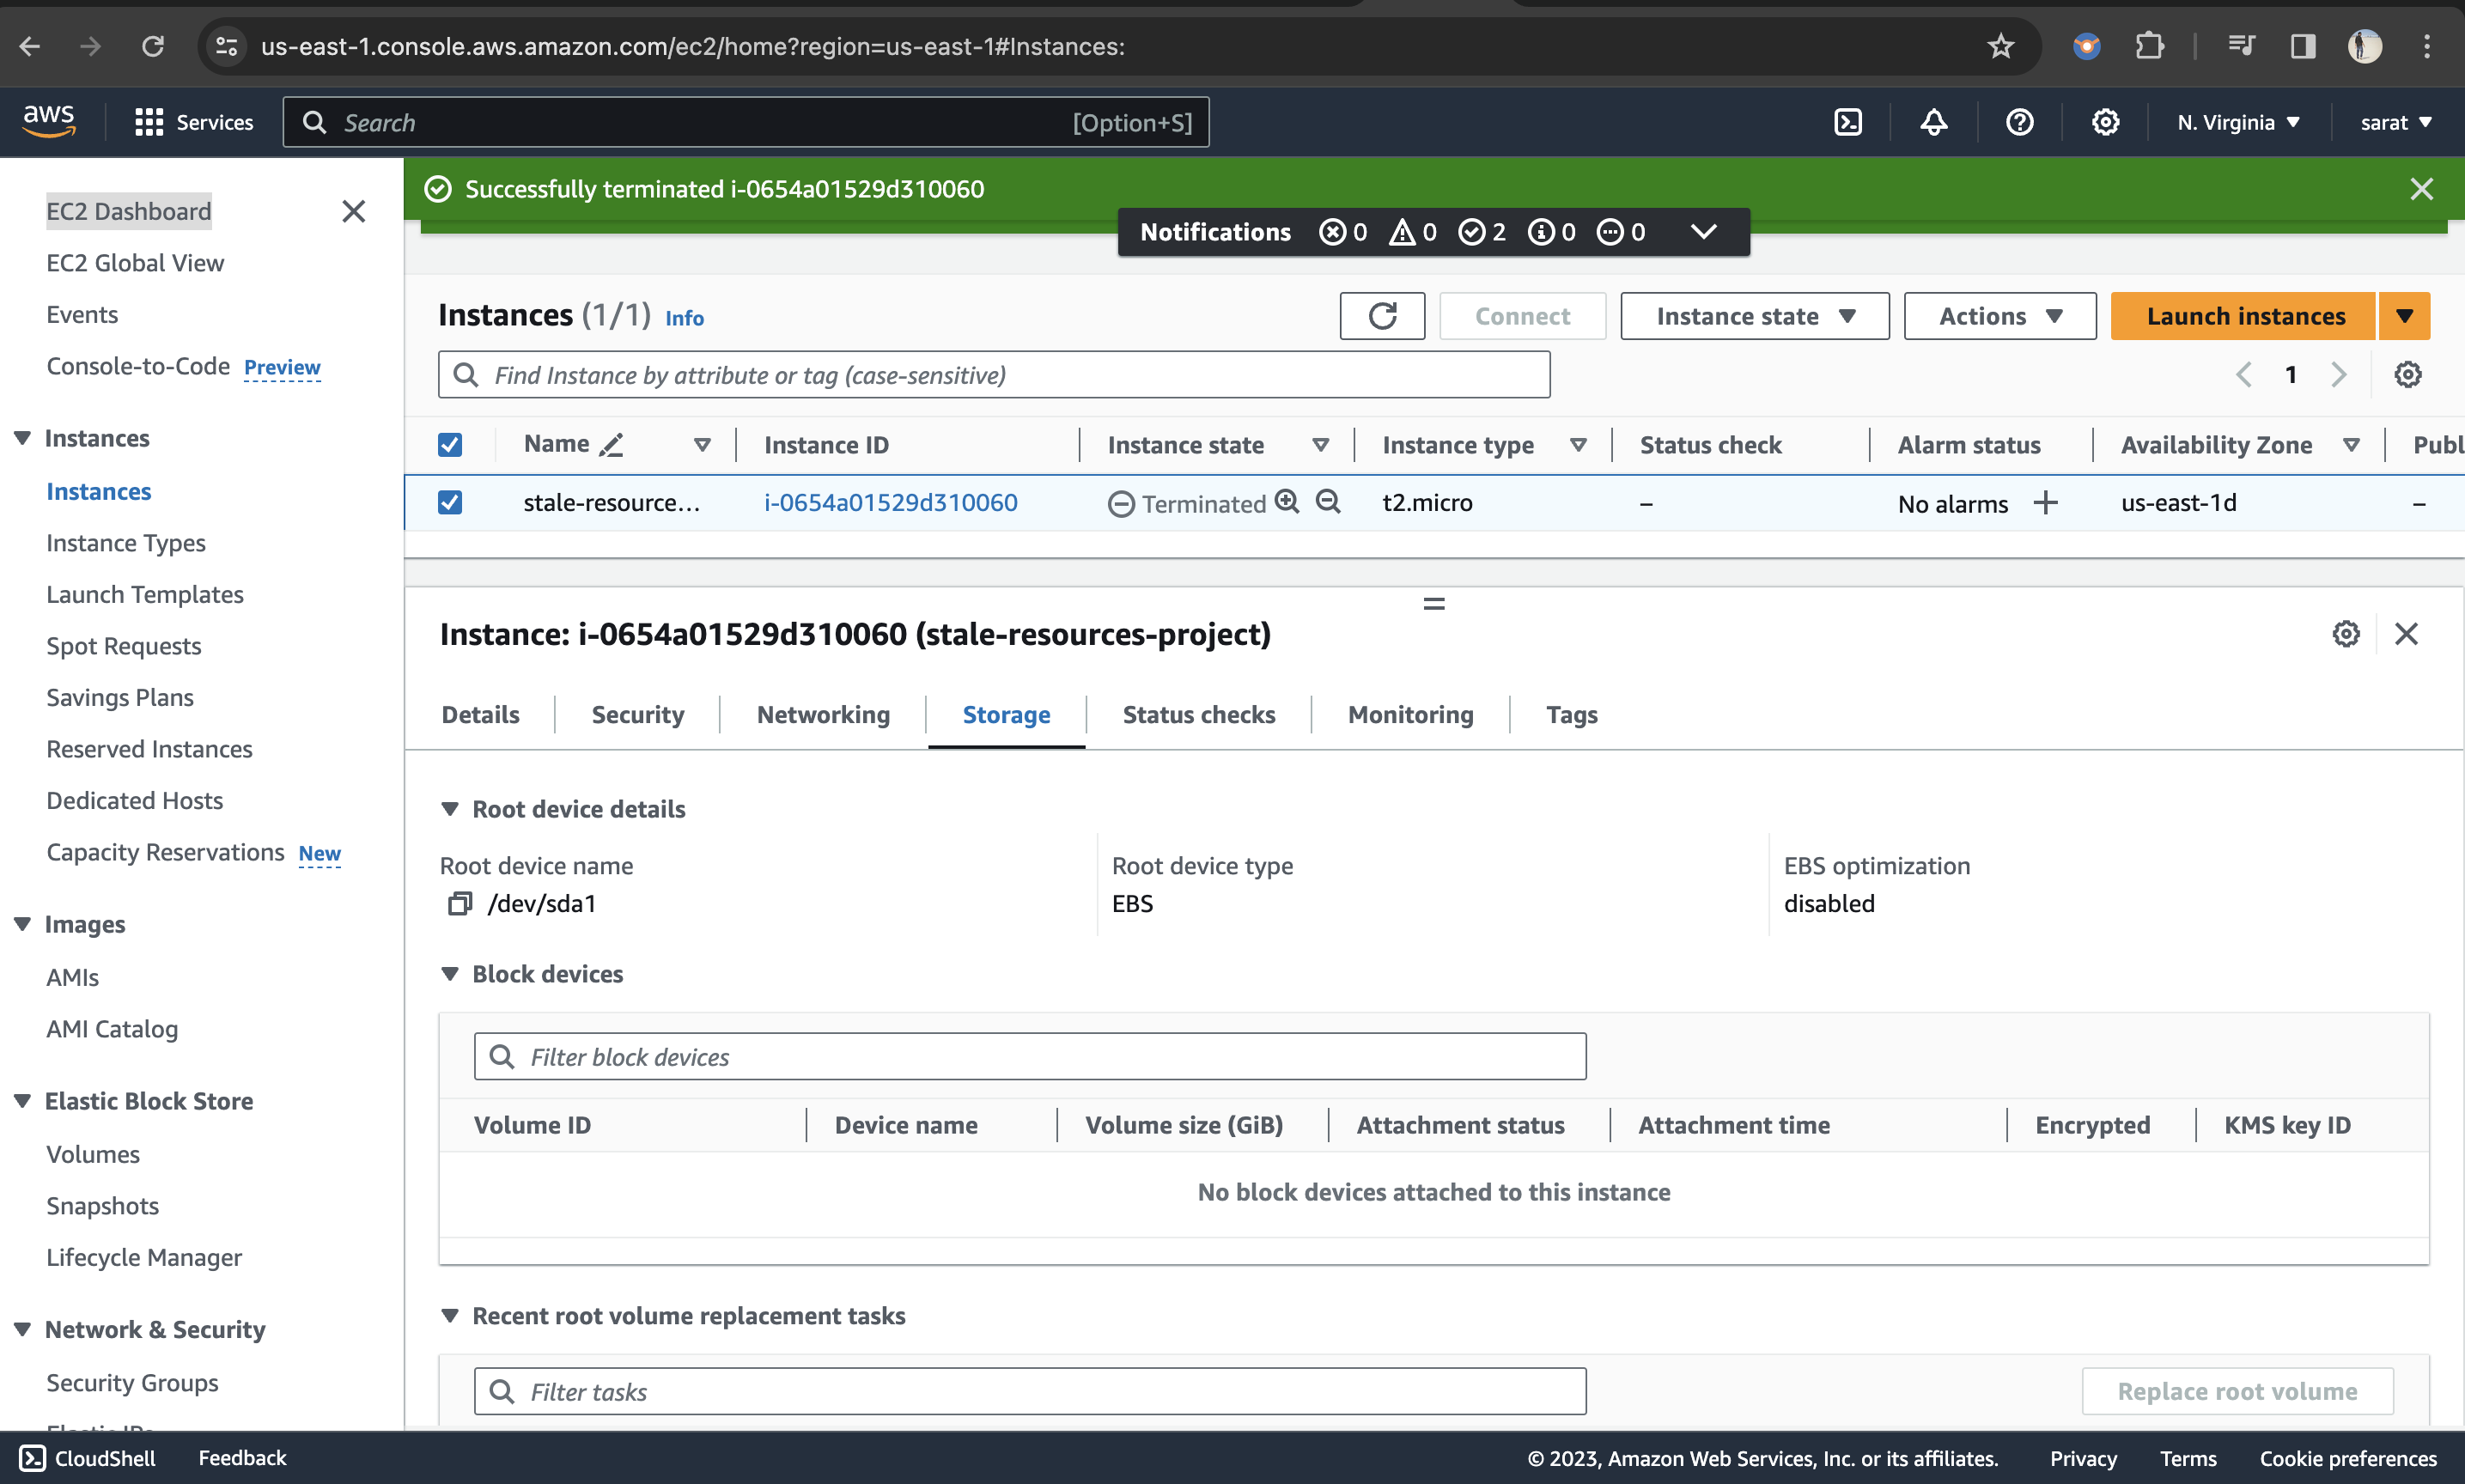 us-east-1.console.aws.amazon.com/ec2/home?region=us-east-1#Instances:
aws
Services
Search
[Option+S]
N. Virginia
sarat
EC2 Dashboard
EC2 Global View
Events
Console-to-Code Preview
Instances
Instances
Instance Types
Launch Templates
Spot Requests
Savings Plans
Reserved Instances
Dedicated Hosts
Capacity Reservations New
Images
AMIs
AMI Catalog
Elastic Block Store
Volumes
Snapshots
Lifecycle Manager
Network & Security
Security Groups
Successfully terminated i-0654a01529d310060
Notifications 0 0 2 0 0
Instances (1/1) Info
Connect
Instance state
Actions
Launch instances
Find Instance by attribute or tag (case-sensitive)
1
Name Instance ID Instance state Instance type Status check Alarm status Availability Zone Publ
stale-resource... i-0654a01529d310060 Terminated t2.micro – No alarms + us-east-1d –
Instance: i-0654a01529d310060 (stale-resources-project)
Details Security Networking Storage Status checks Monitoring Tags
Root device details
Root device name Root device type EBS optimization
/dev/sda1 EBS disabled
Block devices
Filter block devices
Volume ID Device name Volume size (GiB) Attachment status Attachment time Encrypted KMS key ID
No block devices attached to this instance
Recent root volume replacement tasks
Filter tasks
Replace root volume
CloudShell Feedback © 2023, Amazon Web Services, Inc. or its affiliates. Privacy Terms Cookie preferences